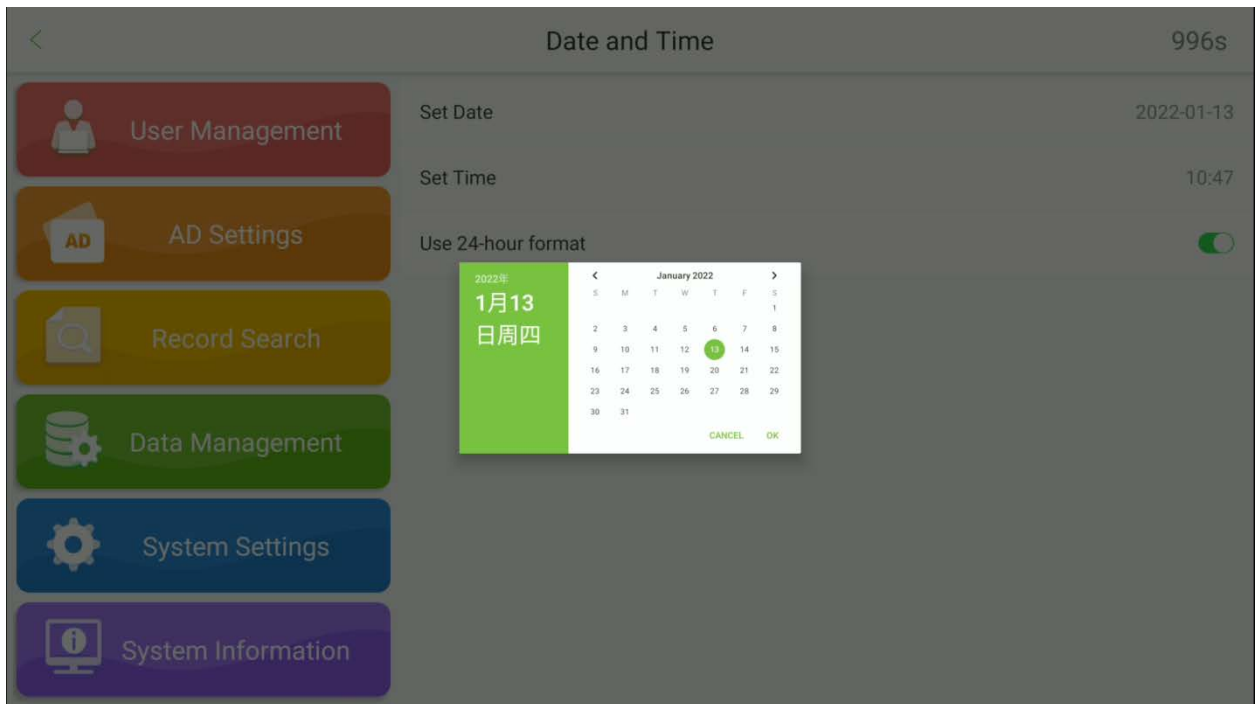 Date and Time
996s
User Management
AD
AD Settings
Record Search
Data Management
System Settings
System Information
Set Date
2022-01-13
Set Time
10:47
Use 24-hour format
2022年
1月13
日周四
January 2022
S M T W T F S
1
2 3 4 5 6 7 8
9 10 11 12 13 14 15
16 17 18 19 20 21 22
23 24 25 26 27 28 29
30 31
CANCEL OK